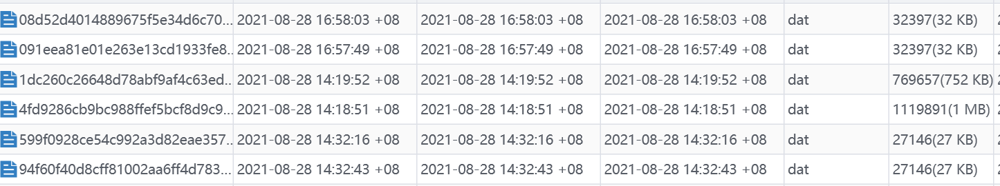 08d52d4014889675f5e34d6c70... 2021-08-28 16:58:03 +08 2021-08-28 16:58:03 +08 2021-08-28 16:58:03 +08 dat 32397(32 KB)
091eea81e01e263e13cd1933fe8... 2021-08-28 16:57:49 +08 2021-08-28 16:57:49 +08 2021-08-28 16:57:49 +08 dat 32397(32 KB)
1dc260c26648d78abf9af4c63ed... 2021-08-28 14:19:52 +08 2021-08-28 14:19:52 +08 2021-08-28 14:19:52 +08 dat 769657(752 KB)
4fd9286cb9bc988ffef5bcf8d9c9... 2021-08-28 14:18:51 +08 2021-08-28 14:18:51 +08 2021-08-28 14:18:51 +08 dat 1119891(1 MB)
599f0928ce54c992a3d82eae357... 2021-08-28 14:32:16 +08 2021-08-28 14:32:16 +08 2021-08-28 14:32:16 +08 dat 27146(27 KB)
94f60f40d8cff81002aa6ff4d783... 2021-08-28 14:32:43 +08 2021-08-28 14:32:43 +08 2021-08-28 14:32:43 +08 dat 27146(27 KB)